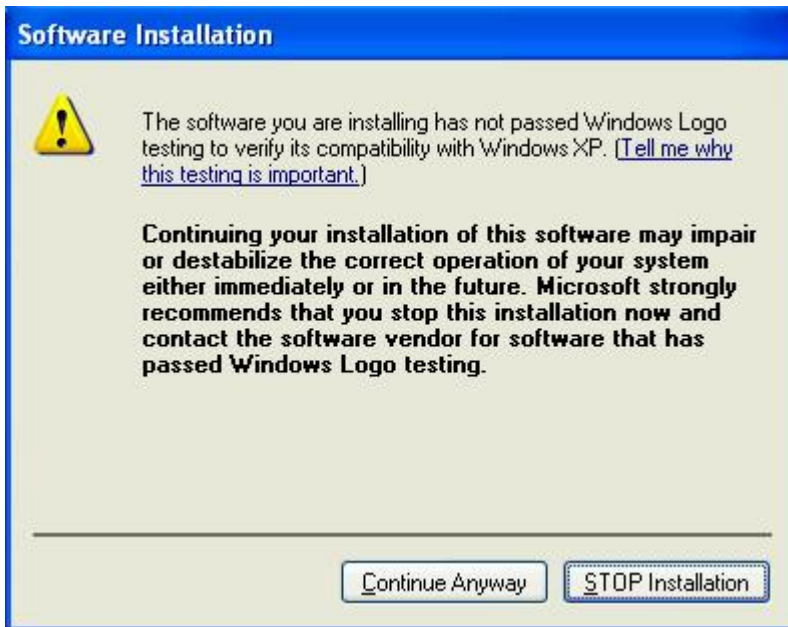 Software Installation
The software you are installing has not passed Windows Logo
testing to verify its compatibility with Windows XP. (Tell me why
this testing is important.)
Continuing your installation of this software may impair
or destabilize the correct operation of your system
either immediately or in the future. Microsoft strongly
recommends that you stop this installation now and
contact the software vendor for software that has
passed Windows Logo testing.
Continue Anyway
STOP Installation